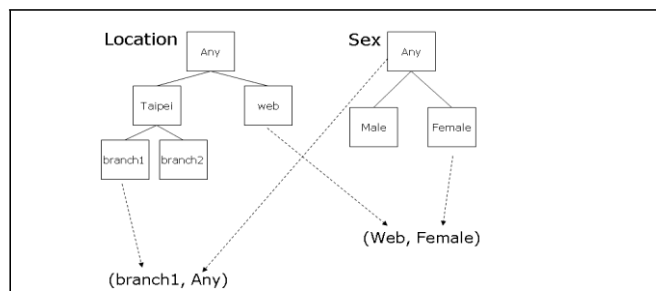 Location Sex
Any Any
Taipei web Male Female
branch1 branch2
(Web, Female)
(branch1, Any)